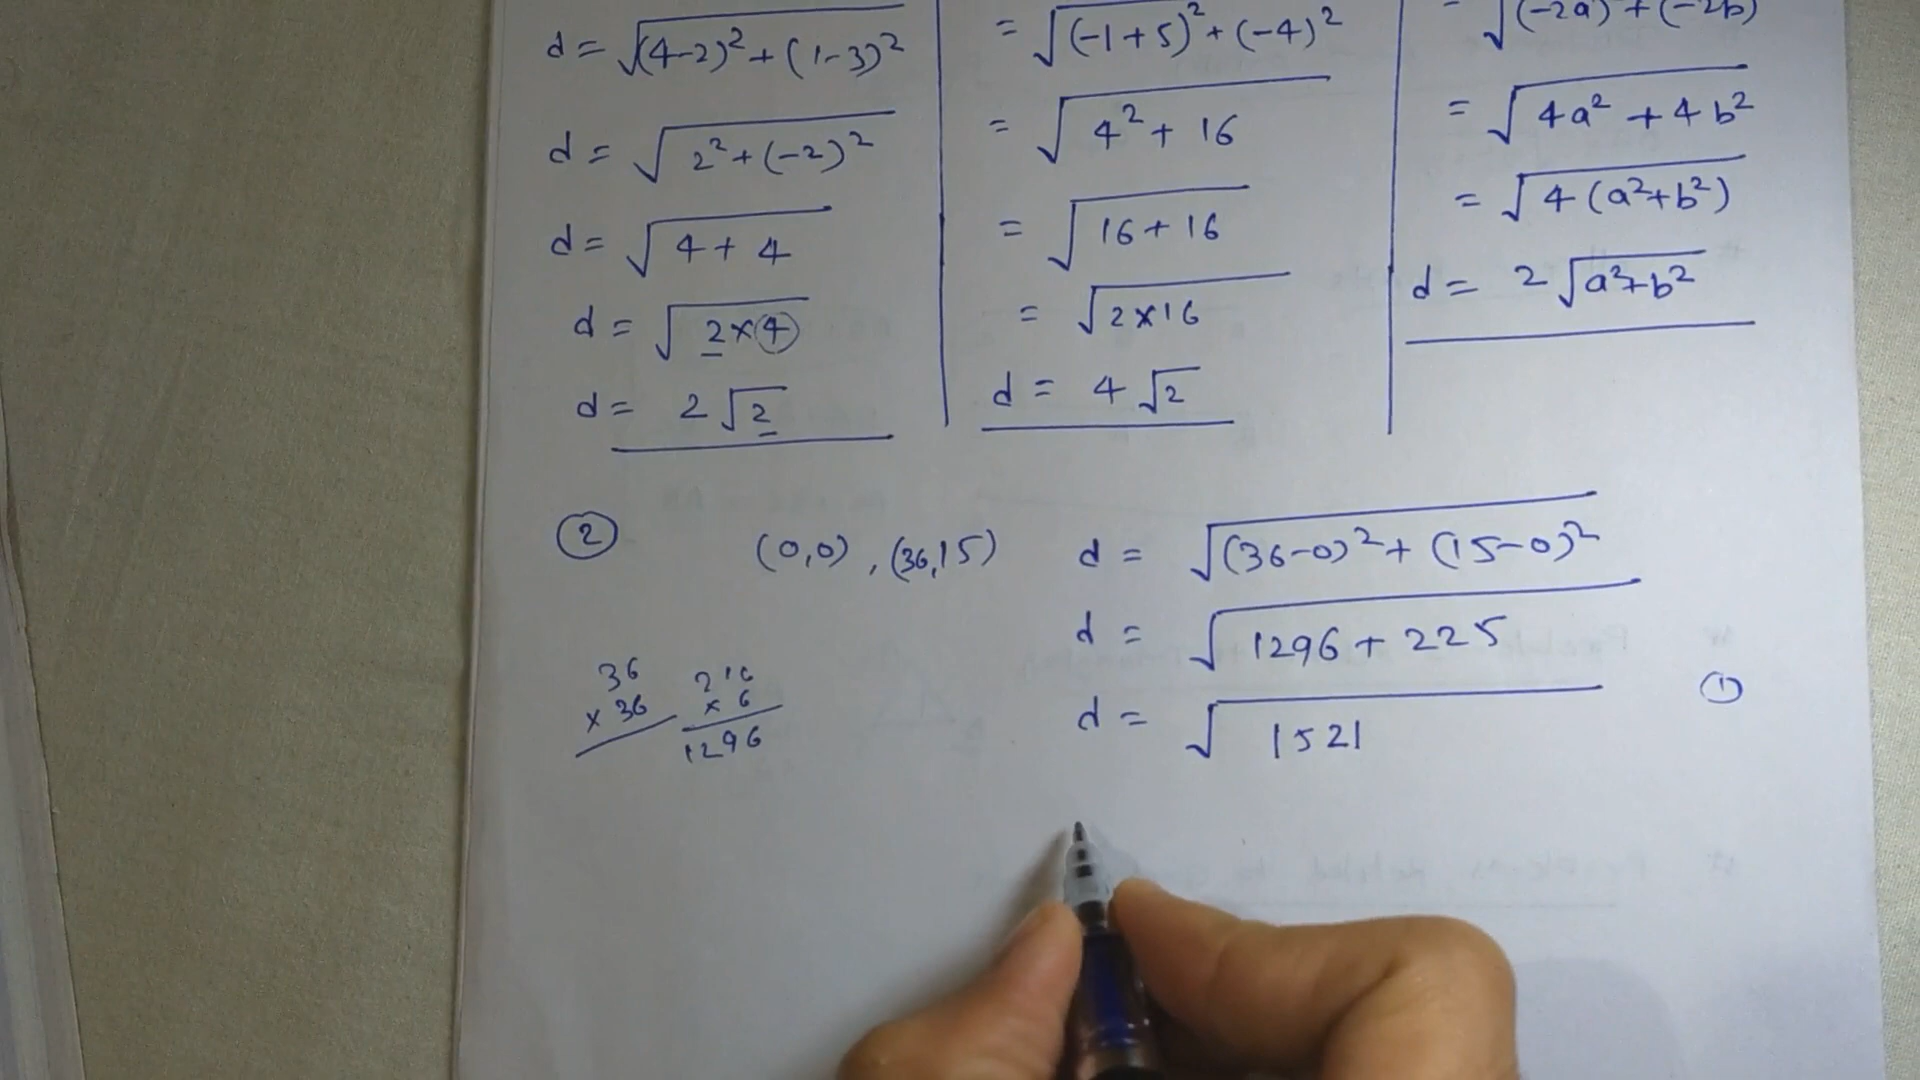 d = √(4-2)² + (1-3)²
d = √2² + (-2)²
d = √4 + 4
d = √2×4
d = 2√2
= √(-1+5)² + (-4)²
= √4² + 16
= √16 + 16
= √2×16
d = 4√2
= √(-2a) + (-2b)
= √4a² + 4b²
= √4(a²+b²)
d = 2√a²+b²
② (0,0), (36,15) d = √(36-0)² + (15-0)²
d = √1296 + 225
d = √1521
36
× 36
216
× 6
1296
①